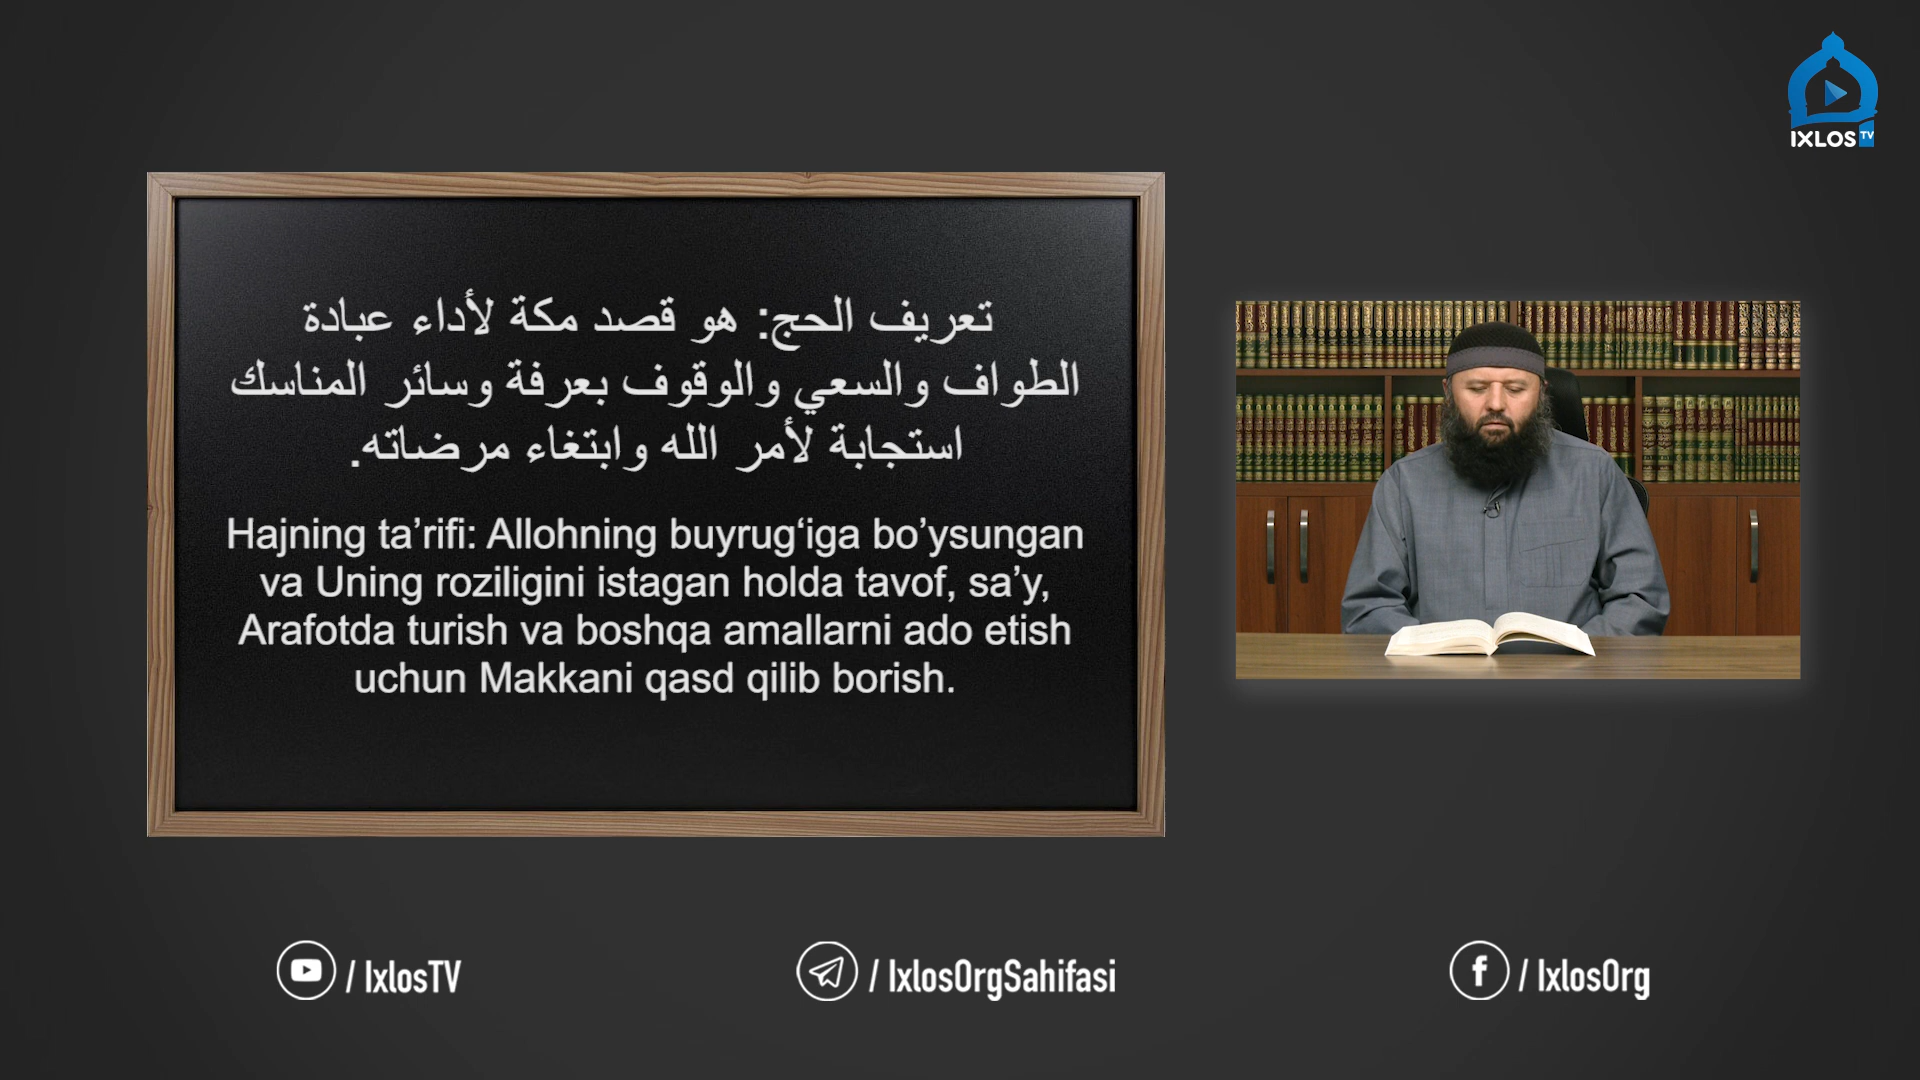 IXLOS TV
تعريف الحج: هو قصد مكة لأداء عبادة
الطواف والسعي والوقوف بعرفة وسائر المناسك
استجابة لأمر الله وابتغاء مرضاته.
Hajning ta’rifi: Allohning buyrug‘iga bo’ysungan
va Uning roziligini istagan holda tavof, sa’y,
Arafotda turish va boshqa amallarni ado etish
uchun Makkani qasd qilib borish.
/ IxlosTV
/ IxlosOrgSahifasi
/ IxlosOrg